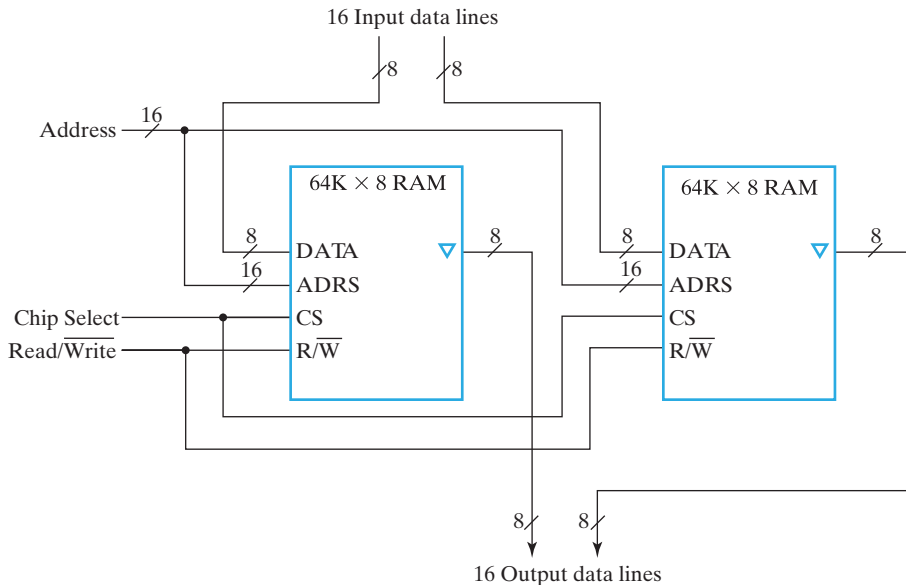 16 Input data lines
8 8
16
Address
64K × 8 RAM
64K × 8 RAM
8 DATA 8
8 DATA 8
16 ADRS
16 ADRS
Chip Select CS
CS
Read/W̅r̅i̅t̅e̅ R/W̅
R/W̅
8 8
16 Output data lines